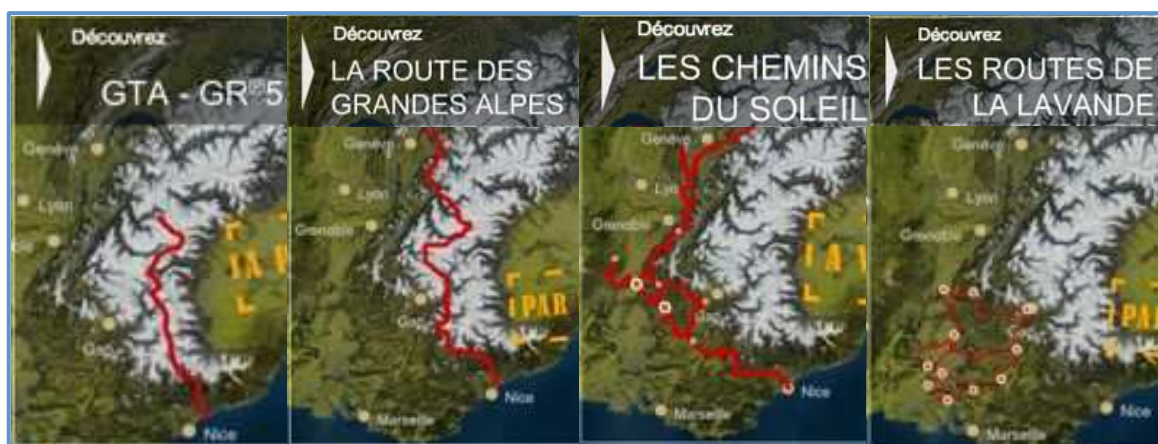 Découvrez
GTA - GR® 5
Genève
Lyon
Nice
Découvrez
LA ROUTE DES
GRANDES ALPES
Genève
Lyon
Grenoble
PAR
Nice
Marseille
Découvrez
LES CHEMINS
DU SOLEIL
Genève
Grenoble
Nice
Marseille
Découvrez
LES ROUTES DE
LA LAVANDE
Genève
Lyon
Grenoble
PAR
Nice
Marseille